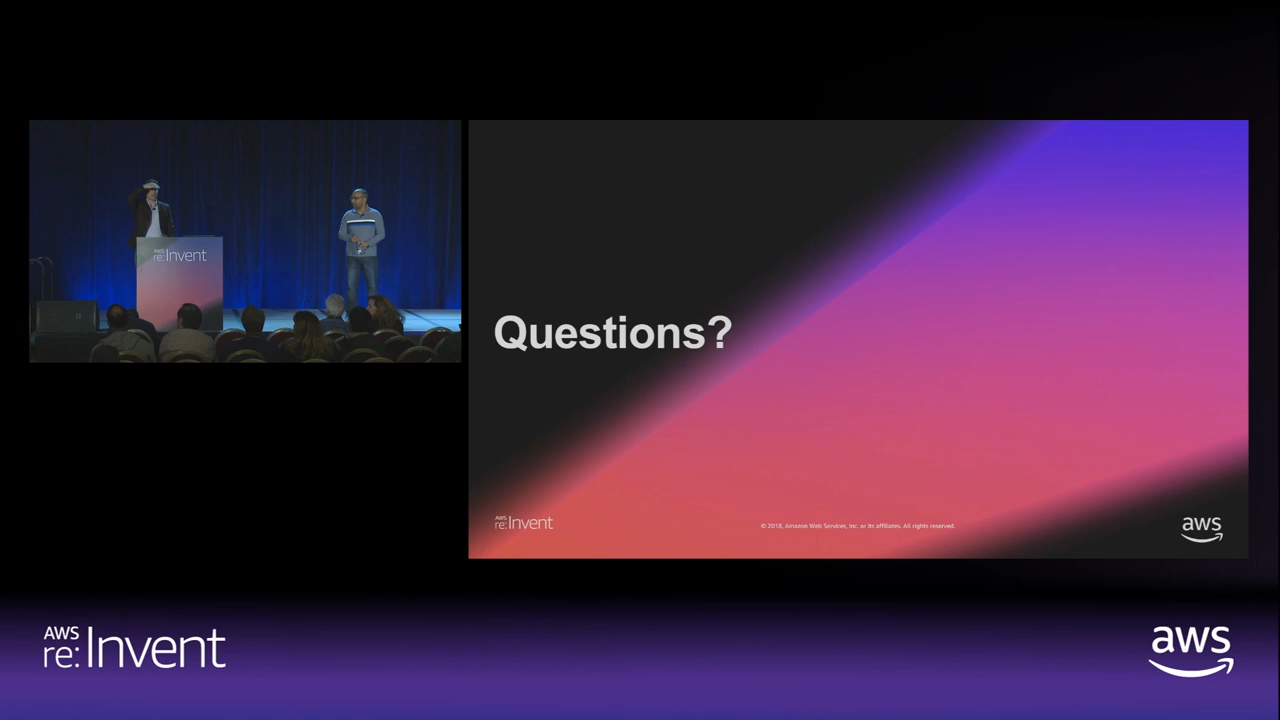 AWS
re:Invent
Questions?
AWS
re:Invent
© 2018, Amazon Web Services, Inc. or its affiliates. All rights reserved.
aws
AWS
re:Invent
aws